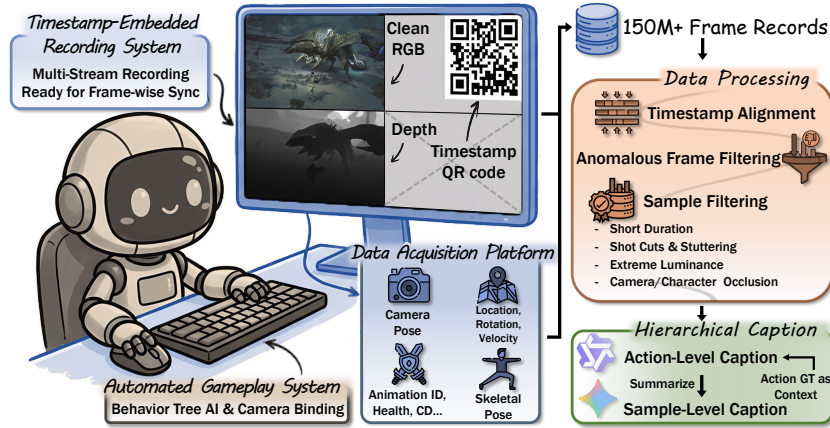 Timestamp-Embedded
Recording System
Multi-Stream Recording
Ready for Frame-wise Sync
Clean
RGB
Depth
Timestamp
QR code
Data Acquisition Platform
Camera
Pose
Location,
Rotation,
Velocity
Animation ID,
Health, CD...
Skeletal
Pose
Automated Gameplay System
Behavior Tree AI & Camera Binding
150M+ Frame Records
Data Processing
Timestamp Alignment
Anomalous Frame Filtering
Sample Filtering
- Short Duration
- Shot Cuts & Stuttering
- Extreme Luminance
- Camera/Character Occlusion
Hierarchical Caption
Action-Level Caption
Summarize
Action GT as
Context
Sample-Level Caption